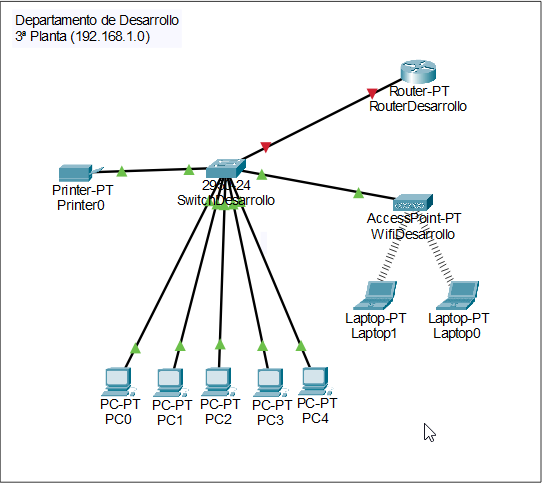 Departamento de Desarrollo
3ª Planta (192.168.1.0)
Router-PT
RouterDesarrollo
Printer-PT
Printer0
24
SwitchDesarrollo
AccessPoint-PT
WifiDesarrollo
Laptop-PT
Laptop1
Laptop-PT
Laptop0
PC-PT
PC0
PC-PT
PC1
PC-PT
PC2
PC-PT
PC3
PC-PT
PC4